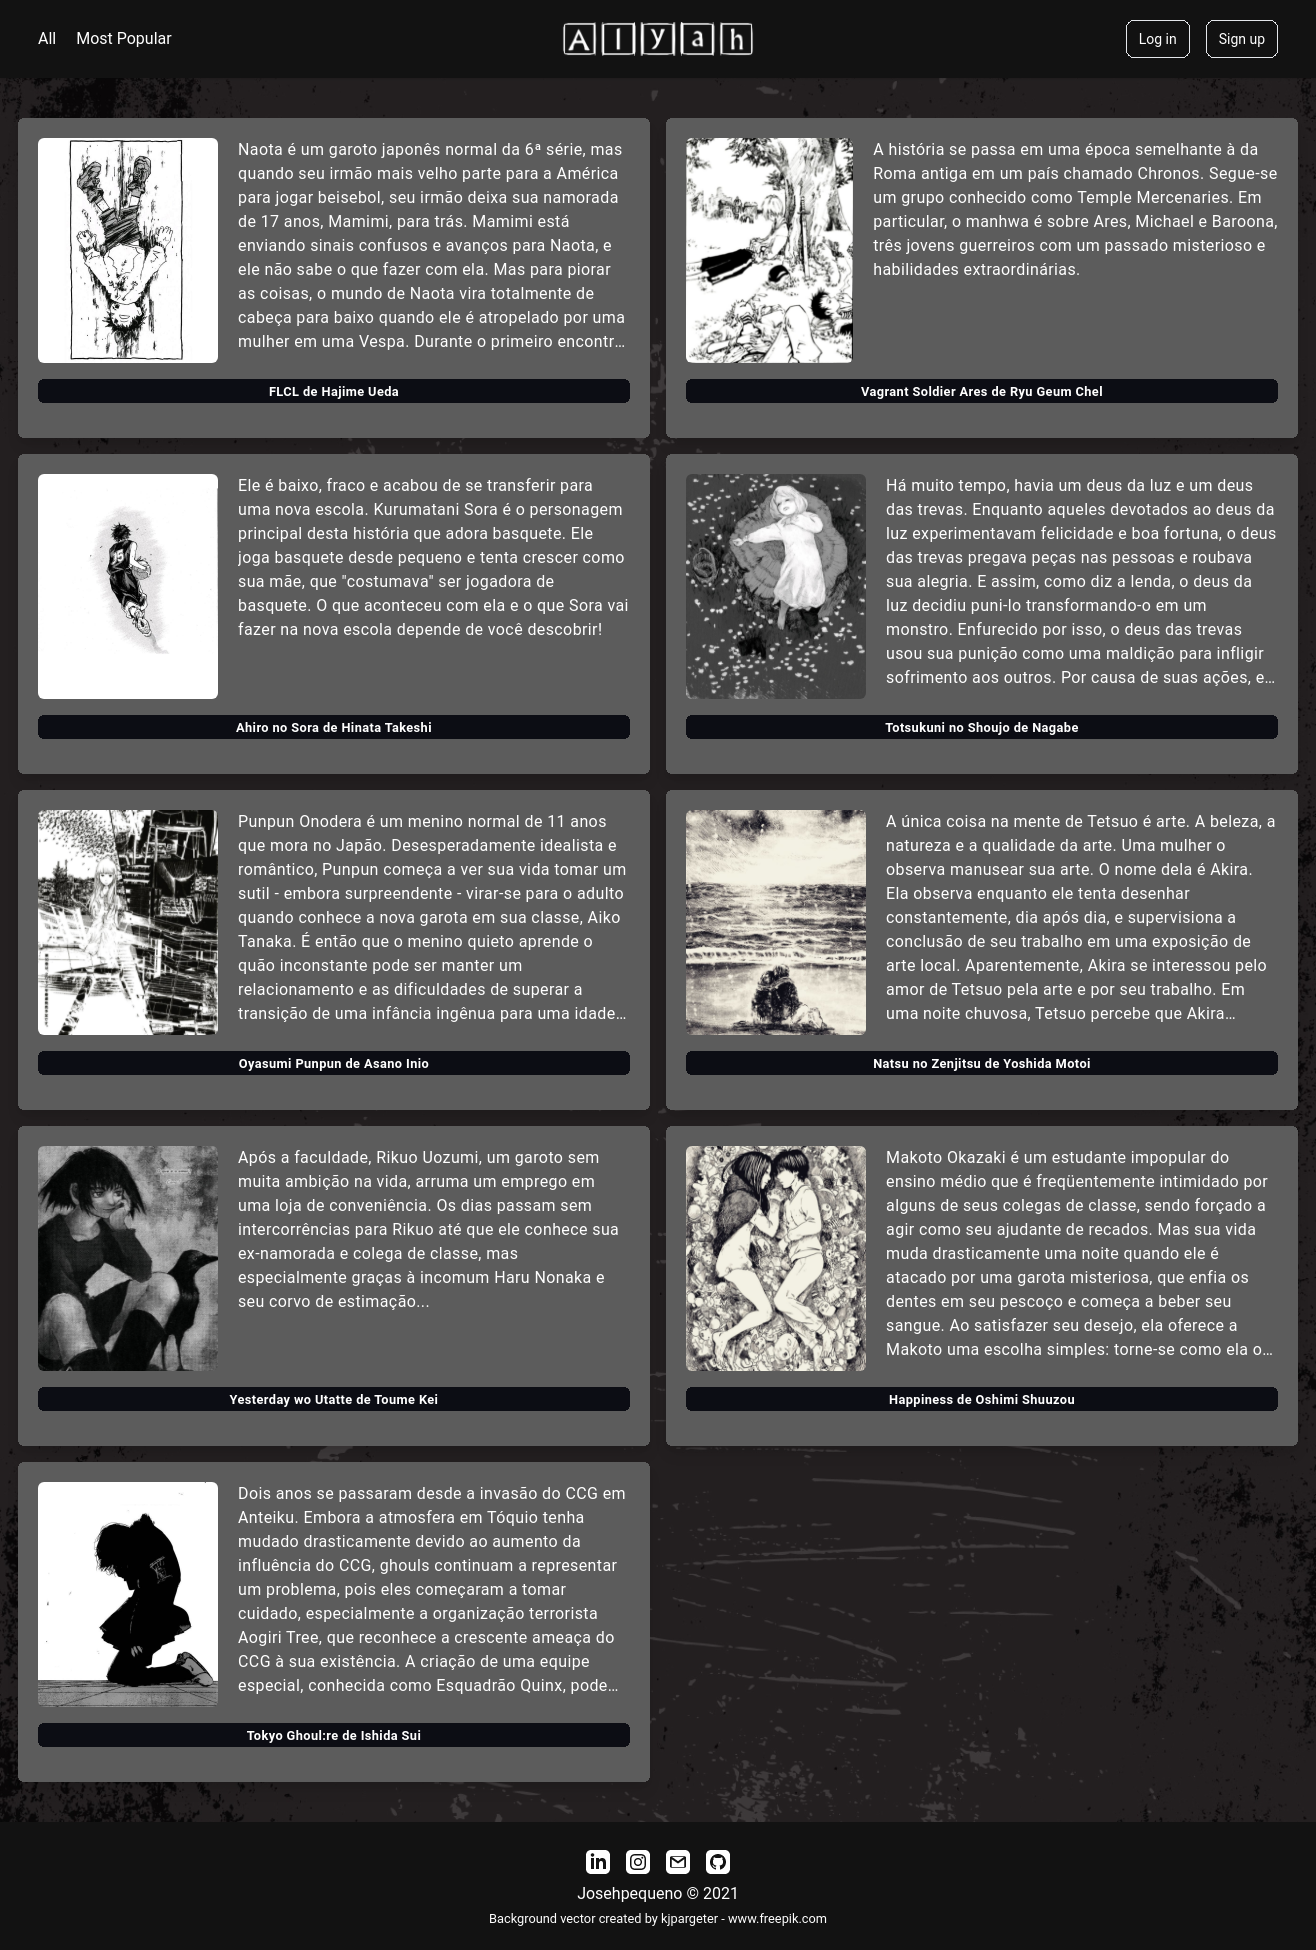 All Most Popular
Alyah
Log in Sign up
Naota é um garoto japonês normal da 6ª série, mas
quando seu irmão mais velho parte para a América
para jogar beisebol, seu irmão deixa sua namorada
de 17 anos, Mamimi, para trás. Mamimi está
enviando sinais confusos e avanços para Naota, e
ele não sabe o que fazer com ela. Mas para piorar
as coisas, o mundo de Naota vira totalmente de
cabeça para baixo quando ele é atropelado por uma
mulher em uma Vespa. Durante o primeiro encontr…
FLCL de Hajime Ueda
A história se passa em uma época semelhante à da
Roma antiga em um país chamado Chronos. Segue-se
um grupo conhecido como Temple Mercenaries. Em
particular, o manhwa é sobre Ares, Michael e Baroona,
três jovens guerreiros com um passado misterioso e
habilidades extraordinárias.
Vagrant Soldier Ares de Ryu Geum Chel
Ele é baixo, fraco e acabou de se transferir para
uma nova escola. Kurumatani Sora é o personagem
principal desta história que adora basquete. Ele
joga basquete desde pequeno e tenta crescer como
sua mãe, que "costumava" ser jogadora de
basquete. O que aconteceu com ela e o que Sora vai
fazer na nova escola depende de você descobrir!
Ahiro no Sora de Hinata Takeshi
Há muito tempo, havia um deus da luz e um deus
das trevas. Enquanto aqueles devotados ao deus da
luz experimentavam felicidade e boa fortuna, o deus
das trevas pregava peças nas pessoas e roubava
sua alegria. E assim, como diz a lenda, o deus da
luz decidiu puni-lo transformando-o em um
monstro. Enfurecido por isso, o deus das trevas
usou sua punição como uma maldição para infligir
sofrimento aos outros. Por causa de suas ações, e…
Totsukuni no Shoujo de Nagabe
Punpun Onodera é um menino normal de 11 anos
que mora no Japão. Desesperadamente idealista e
romântico, Punpun começa a ver sua vida tomar um
sutil - embora surpreendente - virar-se para o adulto
quando conhece a nova garota em sua classe, Aiko
Tanaka. É então que o menino quieto aprende o
quão inconstante pode ser manter um
relacionamento e as dificuldades de superar a
transição de uma infância ingênua para uma idade…
Oyasumi Punpun de Asano Inio
A única coisa na mente de Tetsuo é arte. A beleza, a
natureza e a qualidade da arte. Uma mulher o
observa manusear sua arte. O nome dela é Akira.
Ela observa enquanto ele tenta desenhar
constantemente, dia após dia, e supervisiona a
conclusão de seu trabalho em uma exposição de
arte local. Aparentemente, Akira se interessou pelo
amor de Tetsuo pela arte e por seu trabalho. Em
uma noite chuvosa, Tetsuo percebe que Akira…
Natsu no Zenjitsu de Yoshida Motoi
Após a faculdade, Rikuo Uozumi, um garoto sem
muita ambição na vida, arruma um emprego em
uma loja de conveniência. Os dias passam sem
intercorrências para Rikuo até que ele conhece sua
ex-namorada e colega de classe, mas
especialmente graças à incomum Haru Nonaka e
seu corvo de estimação...
Yesterday wo Utatte de Toume Kei
Makoto Okazaki é um estudante impopular do
ensino médio que é freqüentemente intimidado por
alguns de seus colegas de classe, sendo forçado a
agir como seu ajudante de recados. Mas sua vida
muda drasticamente uma noite quando ele é
atacado por uma garota misteriosa, que enfia os
dentes em seu pescoço e começa a beber seu
sangue. Ao satisfazer seu desejo, ela oferece a
Makoto uma escolha simples: torne-se como ela o…
Happiness de Oshimi Shuuzou
Dois anos se passaram desde a invasão do CCG em
Anteiku. Embora a atmosfera em Tóquio tenha
mudado drasticamente devido ao aumento da
influência do CCG, ghouls continuam a representar
um problema, pois eles começaram a tomar
cuidado, especialmente a organização terrorista
Aogiri Tree, que reconhece a crescente ameaça do
CCG à sua existência. A criação de uma equipe
especial, conhecida como Esquadrão Quinx, pode…
Tokyo Ghoul:re de Ishida Sui
Josehpequeno © 2021
Background vector created by kjpargeter - www.freepik.com